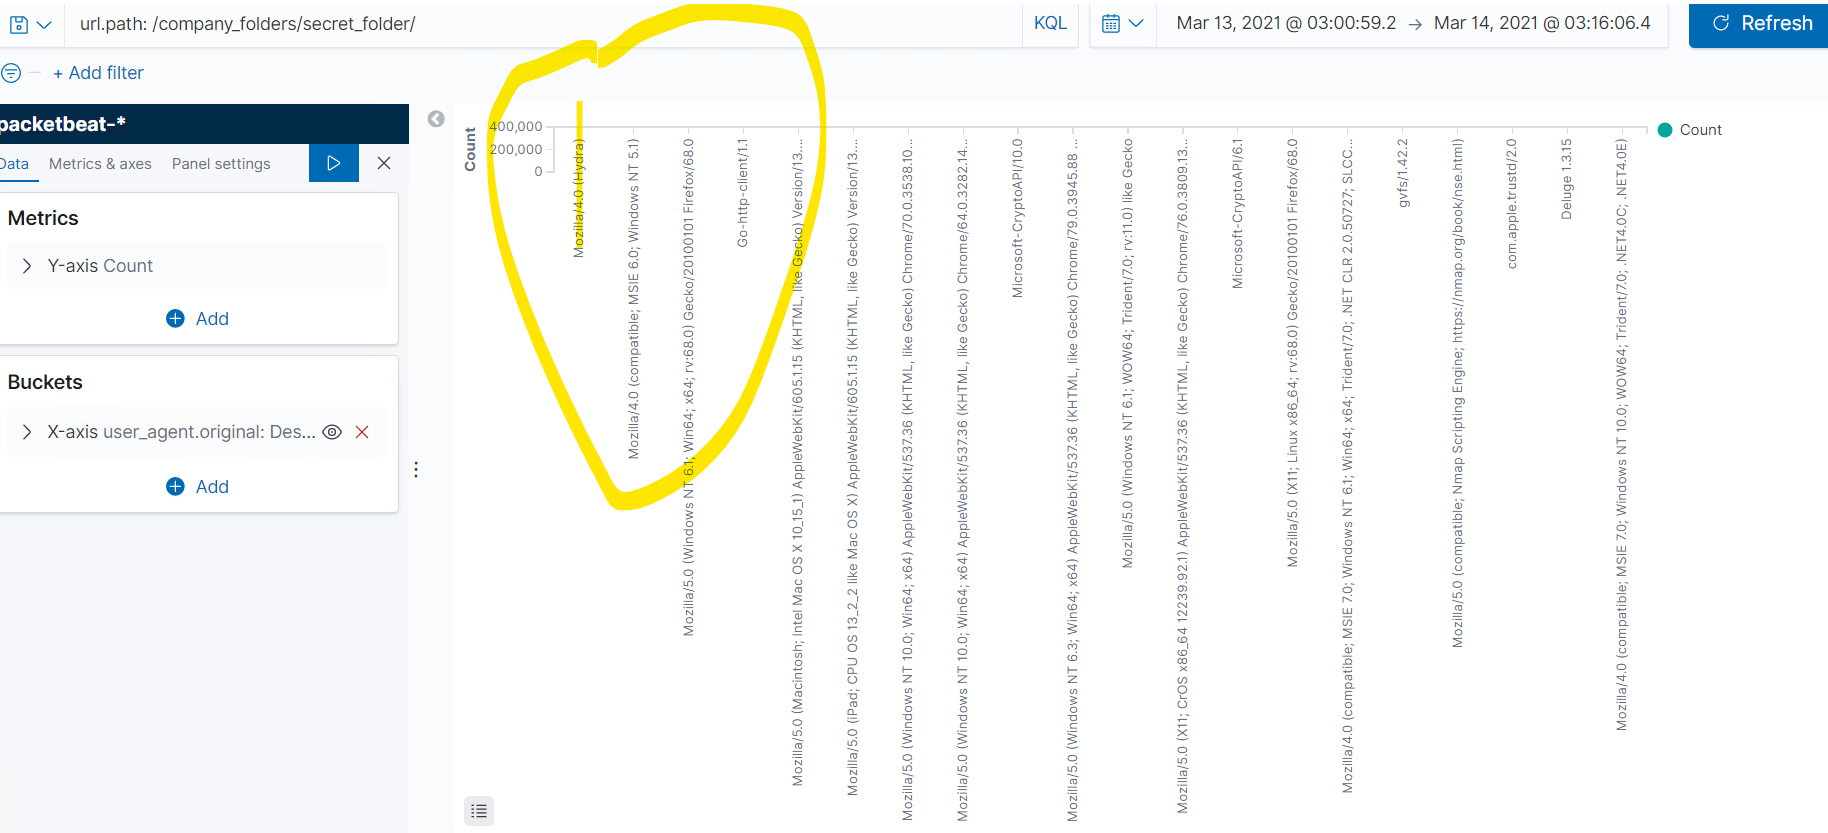 url.path: /company_folders/secret_folder/
KQL
Mar 13, 2021 @ 03:00:59.2 → Mar 14, 2021 @ 03:16:06.4
Refresh
+ Add filter
packetbeat-*
Data
Metrics & axes
Panel settings
Metrics
Y-axis Count
Add
Buckets
X-axis user_agent.original: Des...
Add
Count
400,000
200,000
0
Mozilla/4.0 (Hydra)
Mozilla/4.0 (compatible; MSIE 6.0; Windows NT 5.1)
Mozilla/5.0 (Windows NT 6.1; Win64; x64; rv:68.0) Gecko/20100101 Firefox/68.0
Go-http-client/1.1
Mozilla/5.0 (Macintosh; Intel Mac OS X 10_15_1) AppleWebKit/605.1.15 (KHTML, like Gecko) Version/13....
Mozilla/5.0 (iPad; CPU OS 13_2_2 like Mac OS X) AppleWebKit/605.1.15 (KHTML, like Gecko) Version/13....
Mozilla/5.0 (Windows NT 10.0; Win64; x64) AppleWebKit/537.36 (KHTML, like Gecko) Chrome/70.0.3538.10...
Mozilla/5.0 (Windows NT 10.0; Win64; x64) AppleWebKit/537.36 (KHTML, like Gecko) Chrome/64.0.3282.14...
Microsoft-CryptoAPI/10.0
Mozilla/5.0 (Windows NT 6.3; Win64; x64) AppleWebKit/537.36 (KHTML, like Gecko) Chrome/79.0.3945.88 ...
Mozilla/5.0 (Windows NT 6.1; WOW64; Trident/7.0; rv:11.0) like Gecko
Mozilla/5.0 (X11; CrOS x86_64 12239.92.1) AppleWebKit/537.36 (KHTML, like Gecko) Chrome/76.0.3809.13...
Microsoft-CryptoAPI/6.1
Mozilla/5.0 (X11; Linux x86_64; rv:68.0) Gecko/20100101 Firefox/68.0
Mozilla/4.0 (compatible; MSIE 7.0; Windows NT 6.1; Win64; x64; Trident/7.0; .NET CLR 2.0.50727; SLCC...
gvfs/1.42.2
Mozilla/5.0 (compatible; Nmap Scripting Engine; https://nmap.org/book/nse.html)
com.apple.trustd/2.0
Deluge 1.3.15
Mozilla/4.0 (compatible; MSIE 7.0; Windows NT 10.0; WOW64; Trident/7.0; .NET4.0C; .NET4.0E)
Count